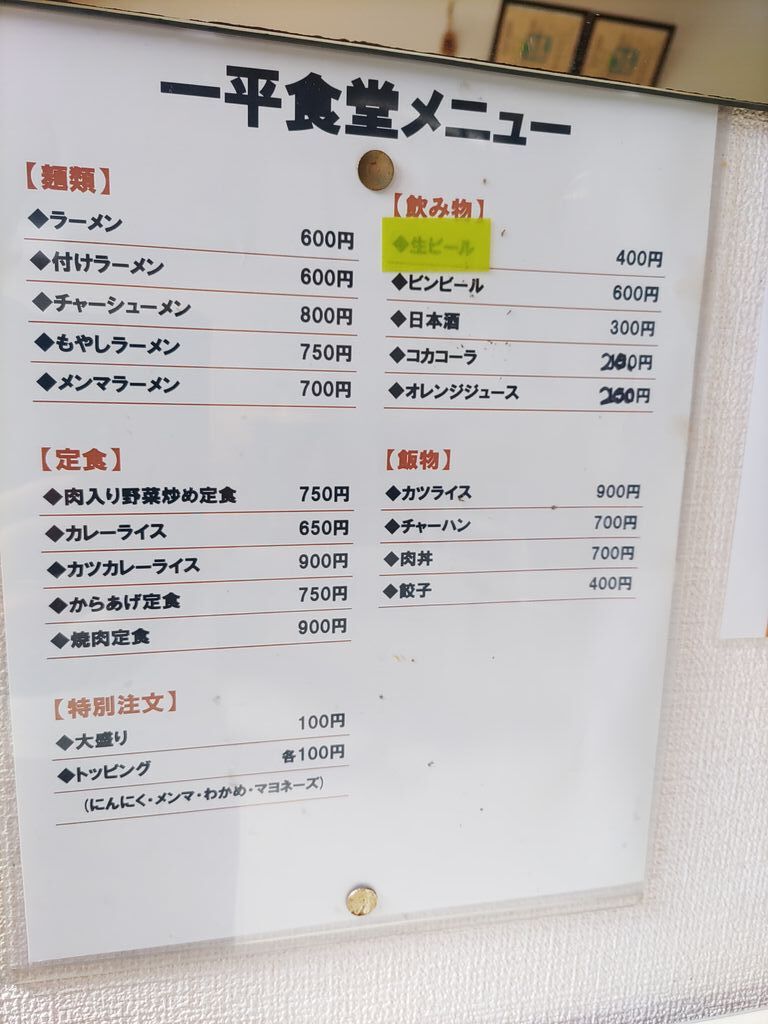 一平食堂メニュー
【麺類】
◆ラーメン 600円
◆付けラーメン 600円
◆チャーシューメン 800円
◆もやしラーメン 750円
◆メンマラーメン 700円
【定食】
◆肉入り野菜炒め定食 750円
◆カレーライス 650円
◆カツカレーライス 900円
◆からあげ定食 750円
◆焼肉定食 900円
【特別注文】
◆大盛り 100円
◆トッピング 各100円
(にんにく・メンマ・わかめ・マヨネーズ)
【飲み物】
◆生ビール 400円
◆ビンビール 600円
◆日本酒 300円
◆コカコーラ
◆オレンジジュース
【飯物】
◆カツライス 900円
◆チャーハン 700円
◆肉丼 700円
◆餃子 400円